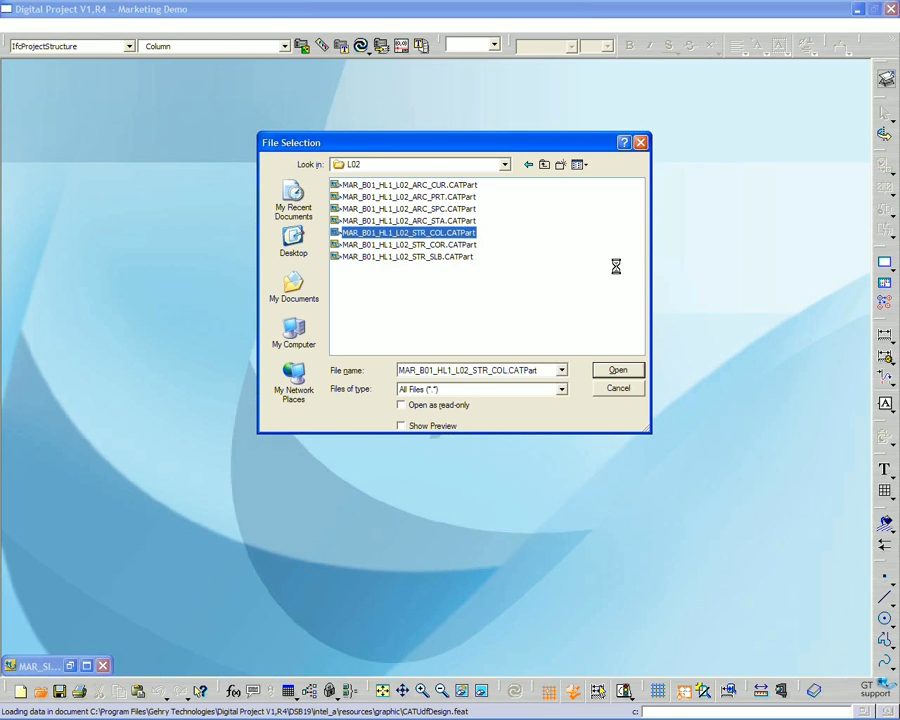 Digital Project V1,R4 - Marketing Demo
IfcProjectStructure
Column
B I S S
File Selection
Look in: L02
MAR_B01_HL1_L02_ARC_CUR.CATPart
MAR_B01_HL1_L02_ARC_PRT.CATPart
MAR_B01_HL1_L02_ARC_SPC.CATPart
MAR_B01_HL1_L02_ARC_STA.CATPart
MAR_B01_HL1_L02_STR_COL.CATPart
MAR_B01_HL1_L02_STR_COR.CATPart
MAR_B01_HL1_L02_STR_SLB.CATPart
My Recent
Documents
Desktop
My Documents
My Computer
My Network
Places
File name: MAR_B01_HL1_L02_STR_COL.CATPart Open
Files of type: All Files (*.*) Cancel
Open as read-only
Show Preview
MAR_SI...
GT
support
Loading data in document C:\Program Files\Gehry Technologies\Digital Project V1,R4\DSB19\intel_a\resources\graphic\CATUdfDesign.feat
c: